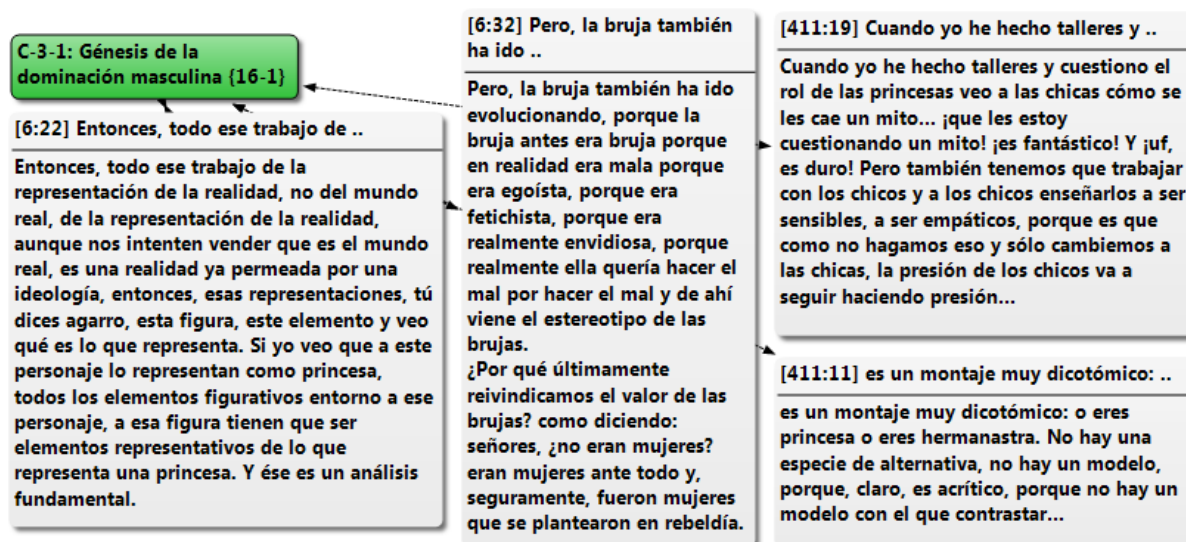 C-3-1: Génesis de la
dominación masculina {16-1}
[6:22] Entonces, todo ese trabajo de ..
Entonces, todo ese trabajo de la
representación de la realidad, no del mundo
real, de la representación de la realidad,
aunque nos intenten vender que es el mundo
real, es una realidad ya permeada por una
ideología, entonces, esas representaciones, tú
dices agarro, esta figura, este elemento y veo
qué es lo que representa. Si yo veo que a este
personaje lo representan como princesa,
todos los elementos figurativos entorno a ese
personaje, a esa figura tienen que ser
elementos representativos de lo que
representa una princesa. Y ése es un análisis
fundamental.
[6:32] Pero, la bruja también
ha ido ..
Pero, la bruja también ha ido
evolucionando, porque la
bruja antes era bruja porque
en realidad era mala porque
era egoísta, porque era
fetichista, porque era
realmente envidiosa, porque
realmente ella quería hacer el
mal por hacer el mal y de ahí
viene el estereotipo de las
brujas.
¿Por qué últimamente
reivindicamos el valor de las
brujas? como diciendo:
señores, ¿no eran mujeres?
eran mujeres ante todo y,
seguramente, fueron mujeres
que se plantearon en rebeldía.
[411:19] Cuando yo he hecho talleres y ..
Cuando yo he hecho talleres y cuestiono el
rol de las princesas veo a las chicas cómo se
les cae un mito... ¡que les estoy
cuestionando un mito! ¡es fantástico! Y ¡uf,
es duro! Pero también tenemos que trabajar
con los chicos y a los chicos enseñarlos a ser
sensibles, a ser empáticos, porque es que
como no hagamos eso y sólo cambiemos a
las chicas, la presión de los chicos va a
seguir haciendo presión...
[411:11] es un montaje muy dicotómico: ..
es un montaje muy dicotómico: o eres
princesa o eres hermanastra. No hay una
especie de alternativa, no hay un modelo,
porque, claro, es acrítico, porque no hay un
modelo con el que contrastar...